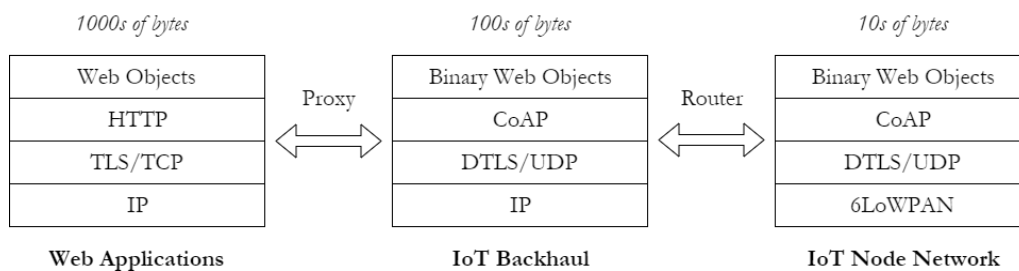 1000s of bytes
100s of bytes
10s of bytes
Web Objects
HTTP
TLS/TCP
IP
Web Applications
Proxy
Binary Web Objects
CoAP
DTLS/UDP
IP
IoT Backhaul
Router
Binary Web Objects
CoAP
DTLS/UDP
6LoWPAN
IoT Node Network